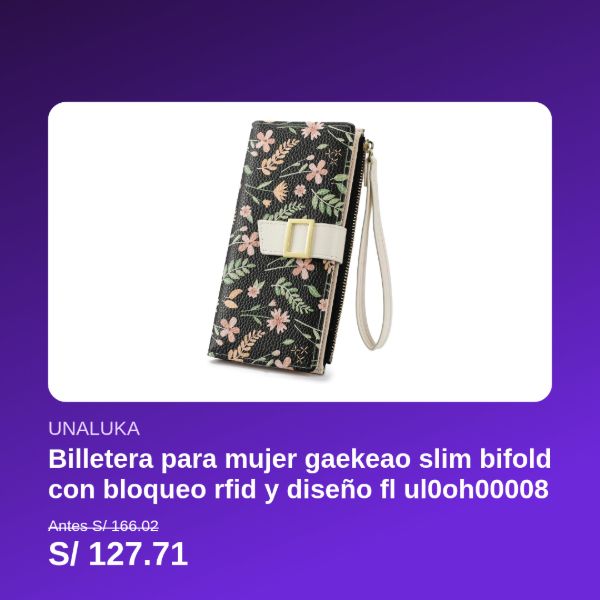 UNALUKA
Billetera para mujer gaekeao slim bifold
con bloqueo rfid y diseño fl ul0oh00008
Antes S/ 166.02
S/ 127.71